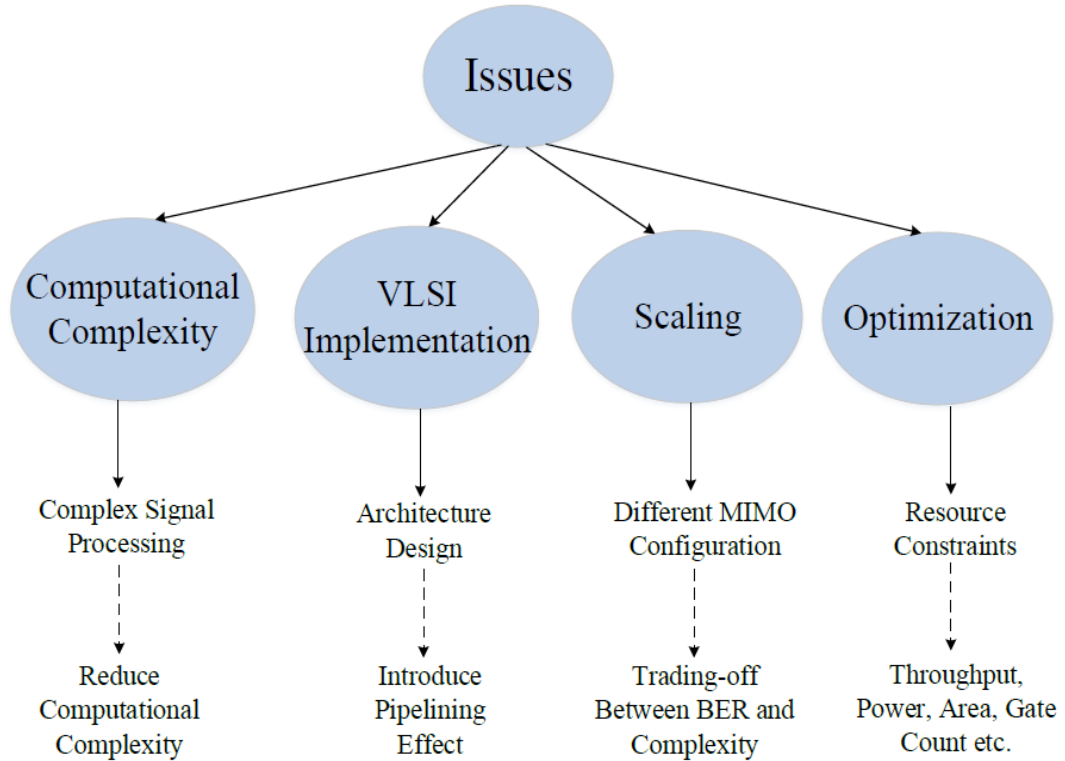 Issues
Computational
Complexity
VLSI
Implementation
Scaling
Optimization
Complex Signal
Processing
Architecture
Design
Different MIMO
Configuration
Resource
Constraints
Reduce
Computational
Complexity
Introduce
Pipelining
Effect
Trading-off
Between BER and
Complexity
Throughput,
Power, Area, Gate
Count etc.